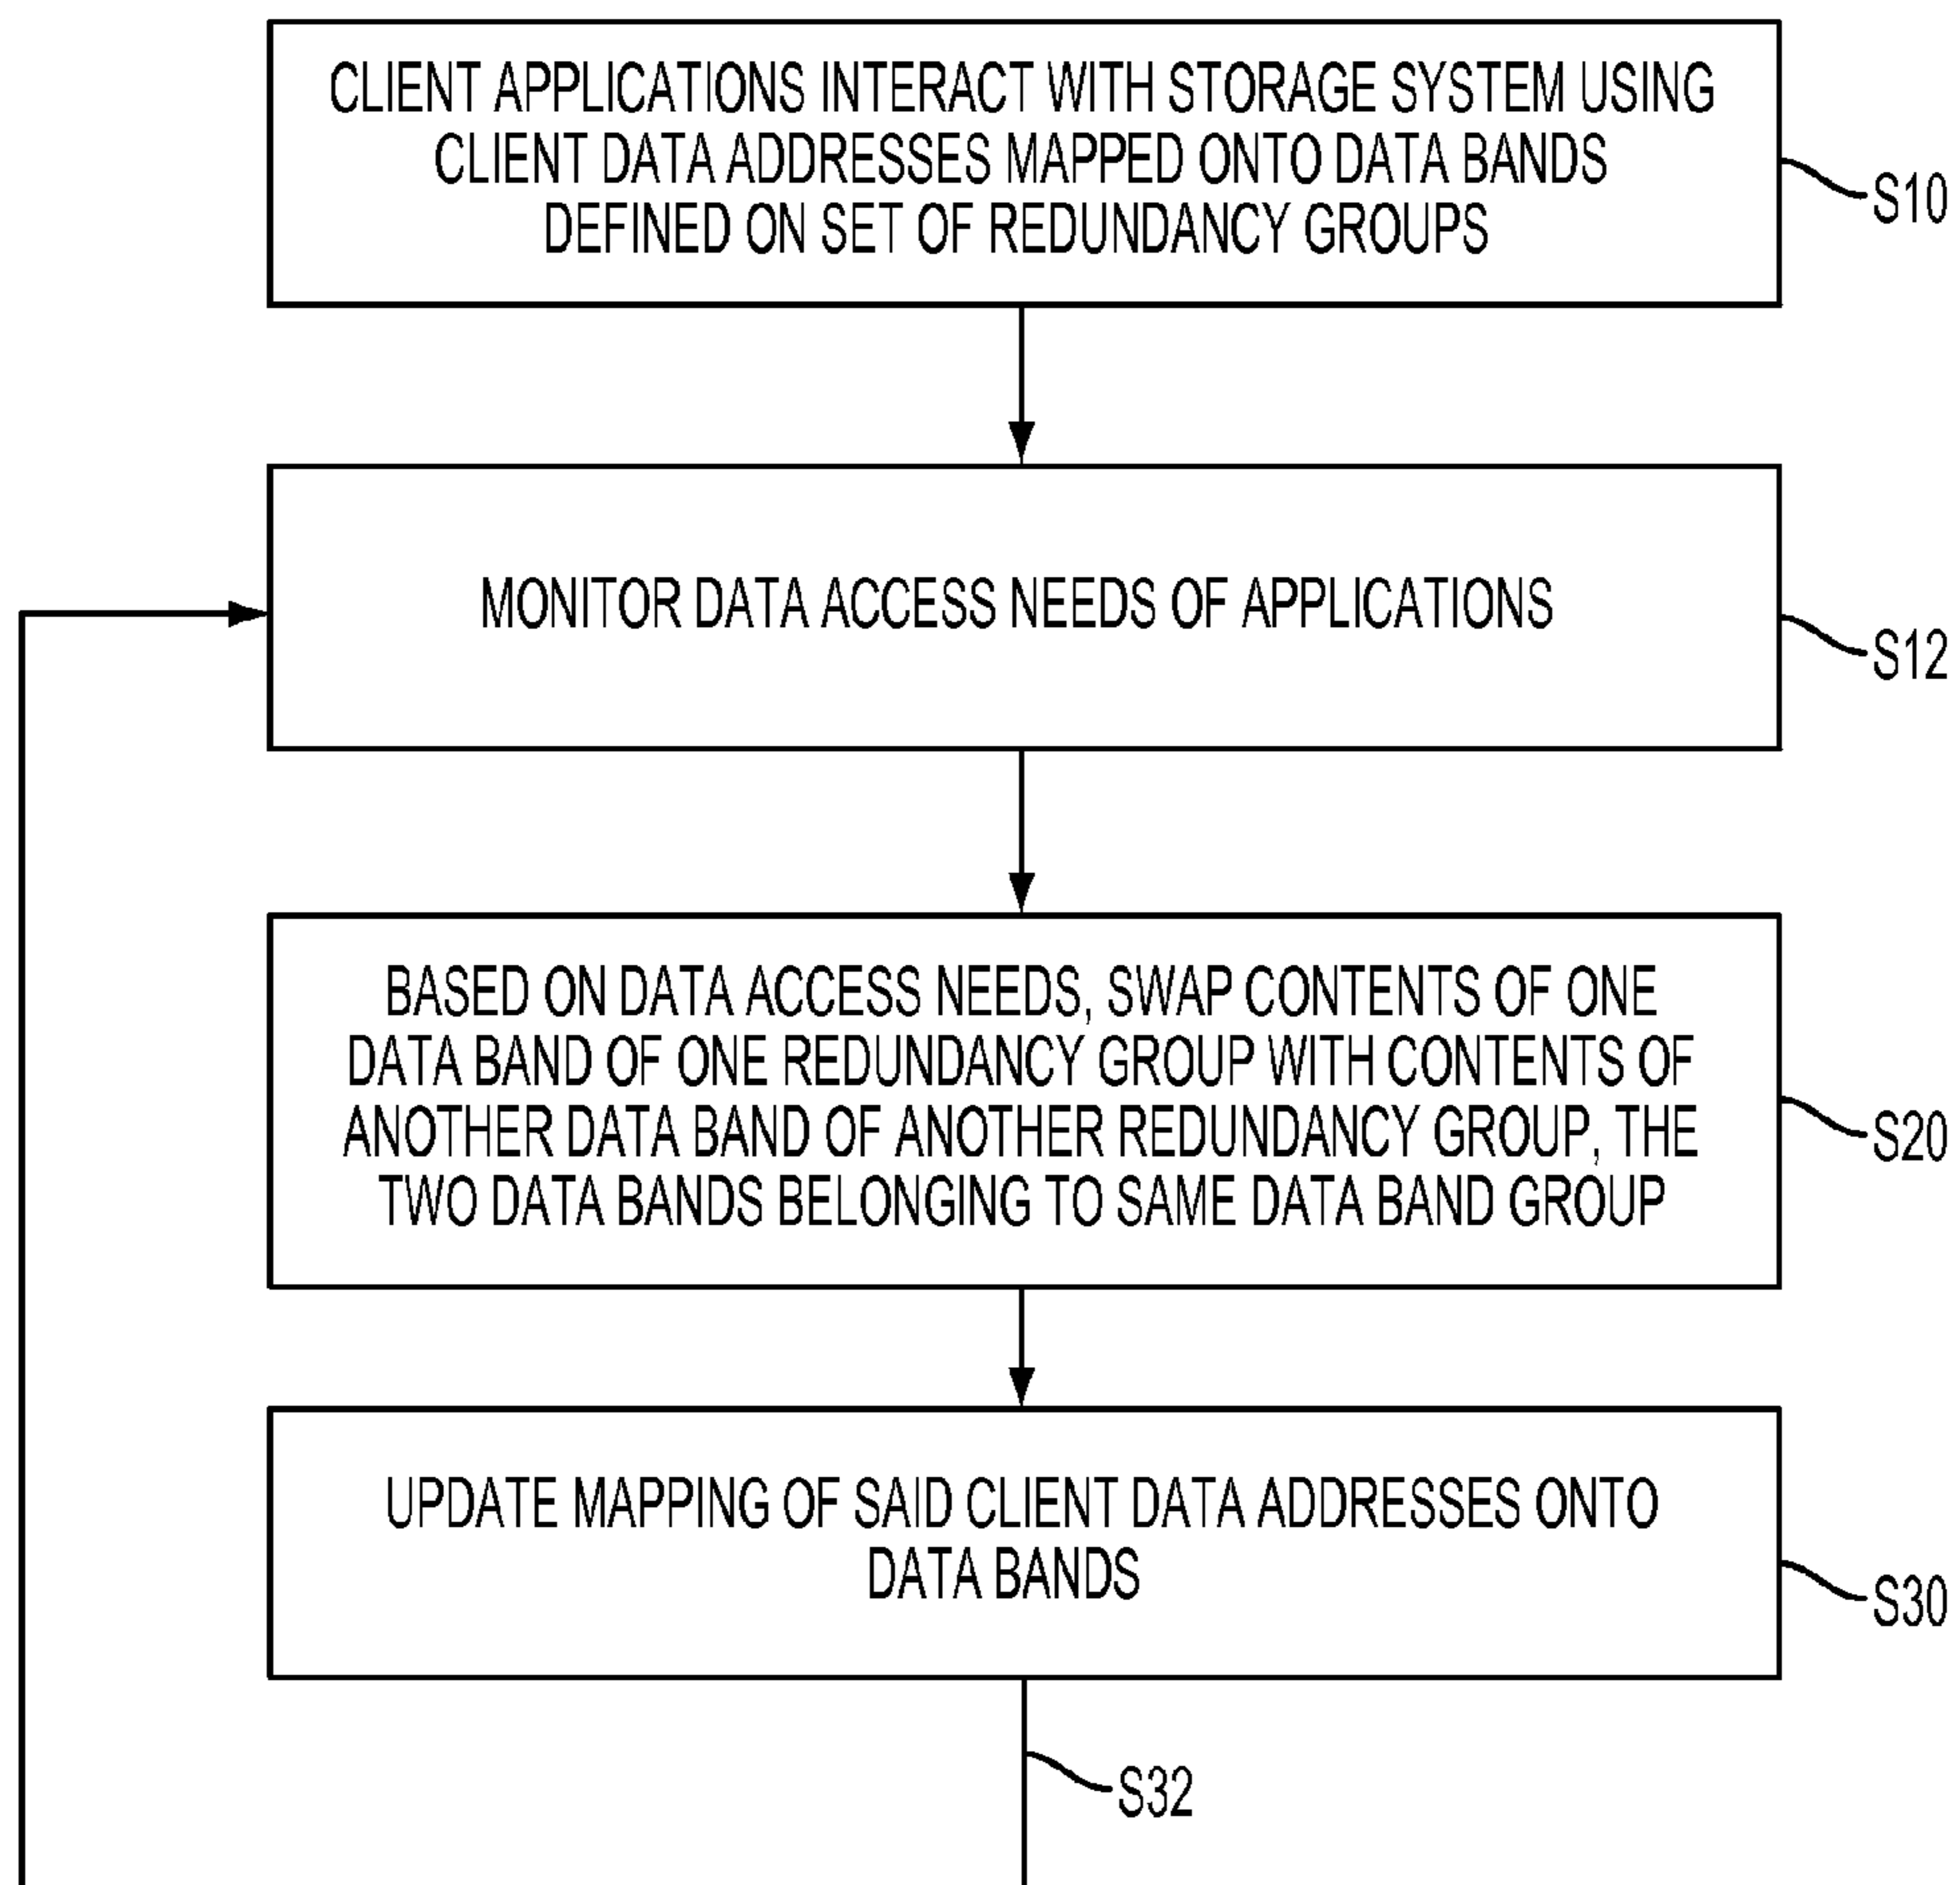 CLIENT APPLICATIONS INTERACT WITH STORAGE SYSTEM USING
CLIENT DATA ADDRESSES MAPPED ONTO DATA BANDS
DEFINED ON SET OF REDUNDANCY GROUPS
S10
MONITOR DATA ACCESS NEEDS OF APPLICATIONS
S12
BASED ON DATA ACCESS NEEDS, SWAP CONTENTS OF ONE
DATA BAND OF ONE REDUNDANCY GROUP WITH CONTENTS OF
ANOTHER DATA BAND OF ANOTHER REDUNDANCY GROUP, THE
TWO DATA BANDS BELONGING TO SAME DATA BAND GROUP
S20
UPDATE MAPPING OF SAID CLIENT DATA ADDRESSES ONTO
DATA BANDS
S30
S32